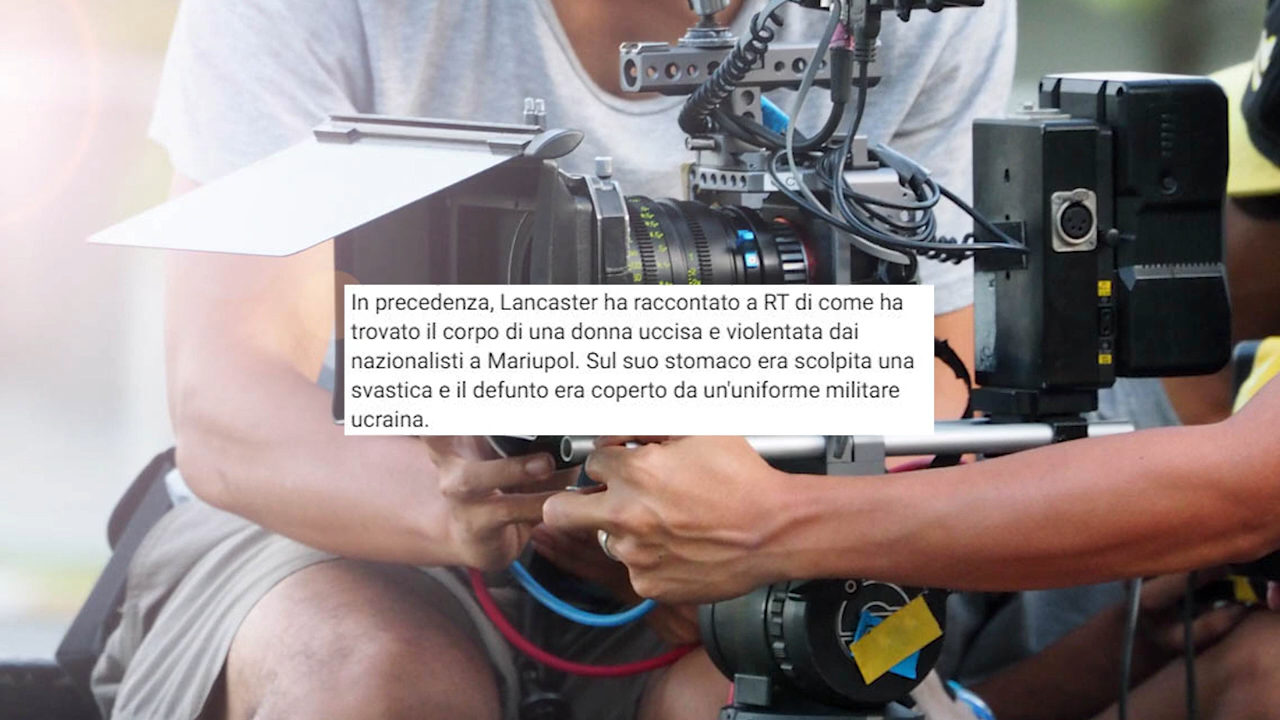 In precedenza, Lancaster ha raccontato a RT di come ha
trovato il corpo di una donna uccisa e violentata dai
nazionalisti a Mariupol. Sul suo stomaco era scolpita una
svastica e il defunto era coperto da un'uniforme militare
ucraina.